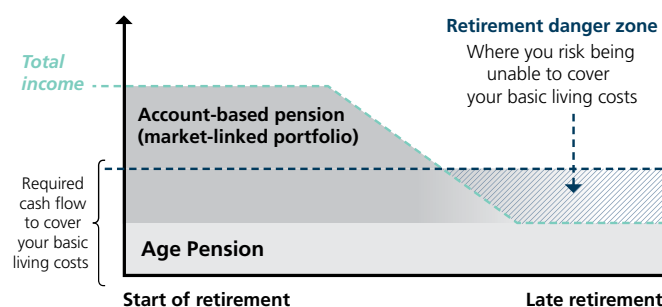 Retirement danger zone
Where you risk being
unable to cover
your basic living costs
Total
income
Account-based pension
(market-linked portfolio)
Required
cash flow
to cover
your basic
living costs
Age Pension
Start of retirement
Late retirement